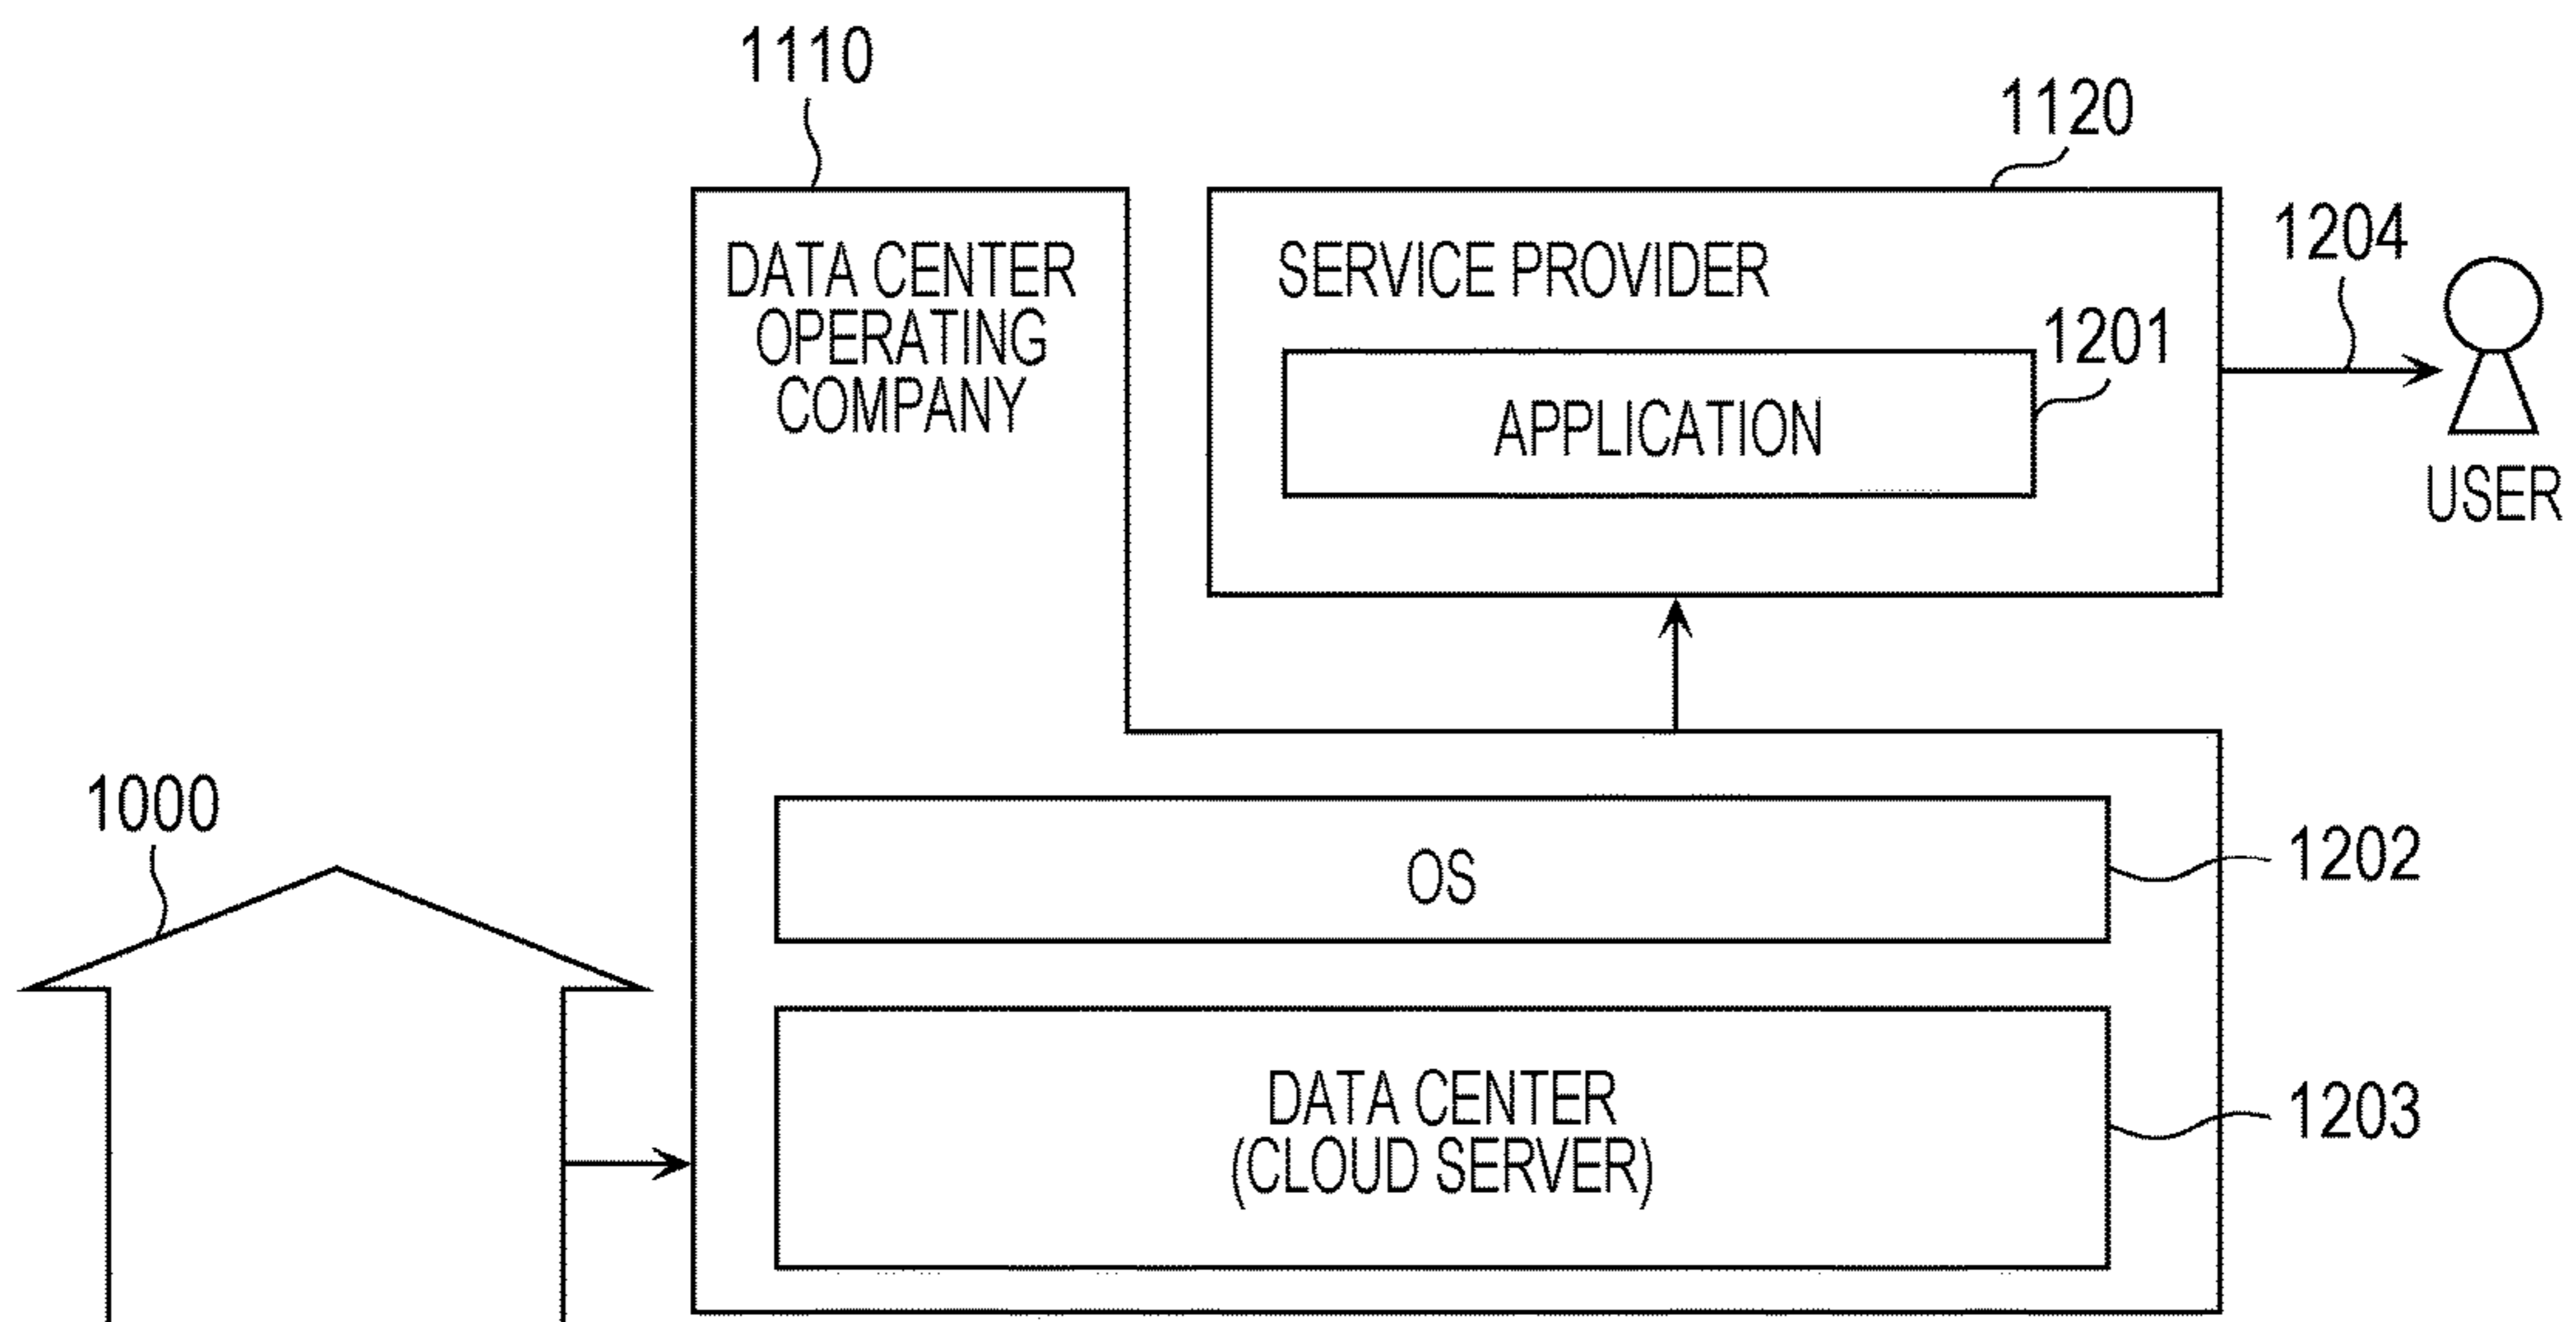 1110
1120
DATA CENTER
OPERATING
COMPANY
SERVICE PROVIDER
1204
1201
APPLICATION
USER
1000
OS
1202
DATA CENTER
(CLOUD SERVER)
1203